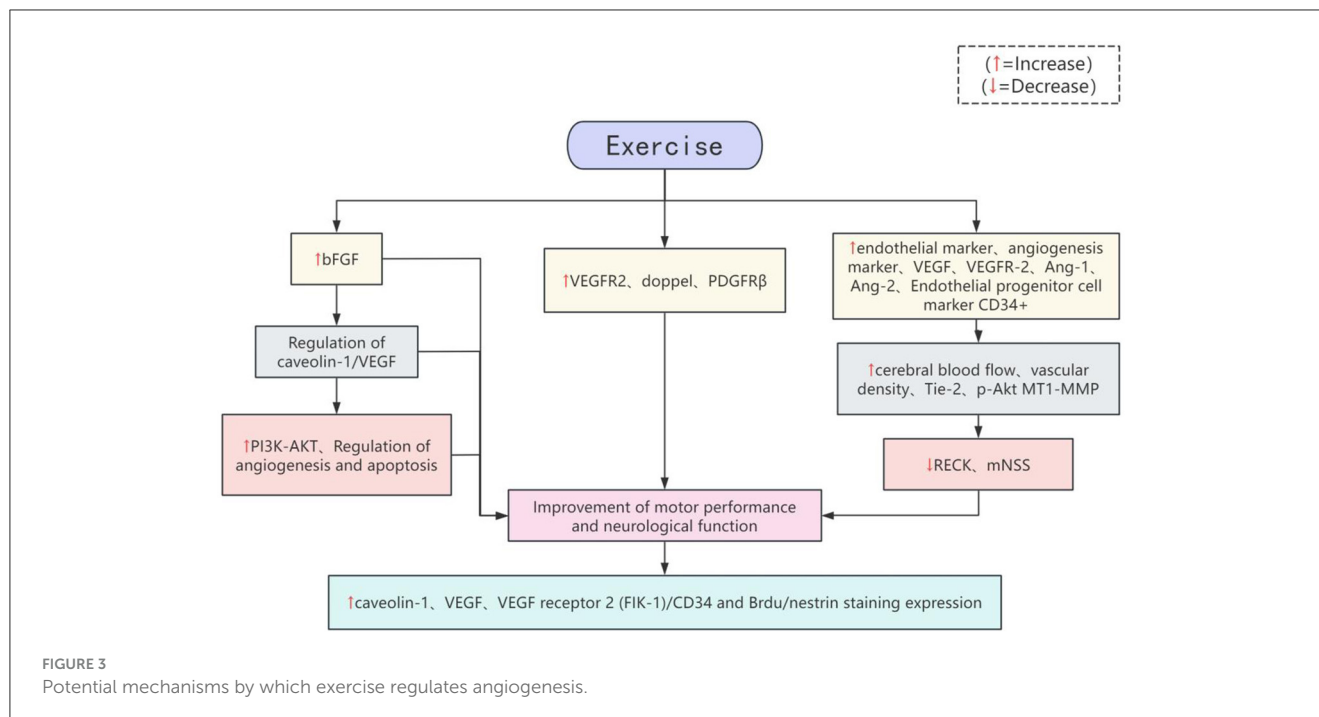 (↑=Increase)
(↓=Decrease)
Exercise
↑bFGF
Regulation of
caveolin-1/VEGF
↑PI3K-AKT、Regulation of
angiogenesis and apoptosis
↑VEGFR2、doppel、PDGFRβ
↑endothelial marker、angiogenesis
marker、VEGF、VEGFR-2、Ang-1、
Ang-2、Endothelial progenitor cell
marker CD34+
↑cerebral blood flow、vascular
density、Tie-2、p-Akt MT1-MMP
↓RECK、mNSS
Improvement of motor performance
and neurological function
↑caveolin-1、VEGF、VEGF receptor 2 (FIK-1)/CD34 and Brdu/nestrin staining expression
FIGURE 3
Potential mechanisms by which exercise regulates angiogenesis.